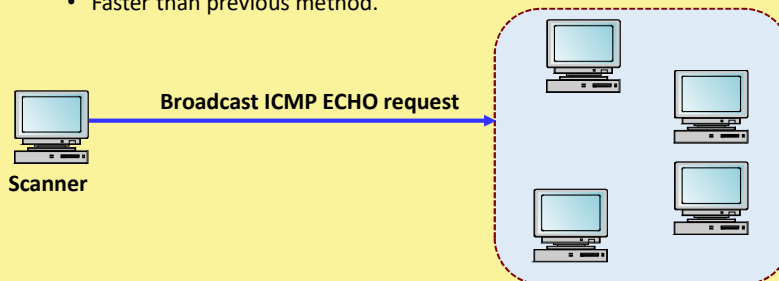 • Faster than previous method.
Broadcast ICMP ECHO request
Scanner